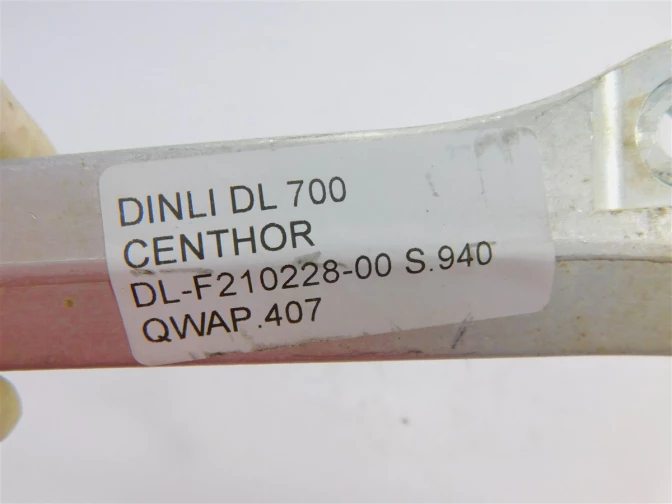 DINLI DL 700
CENTHOR
DL-F210228-00 S.940
QWAP.407